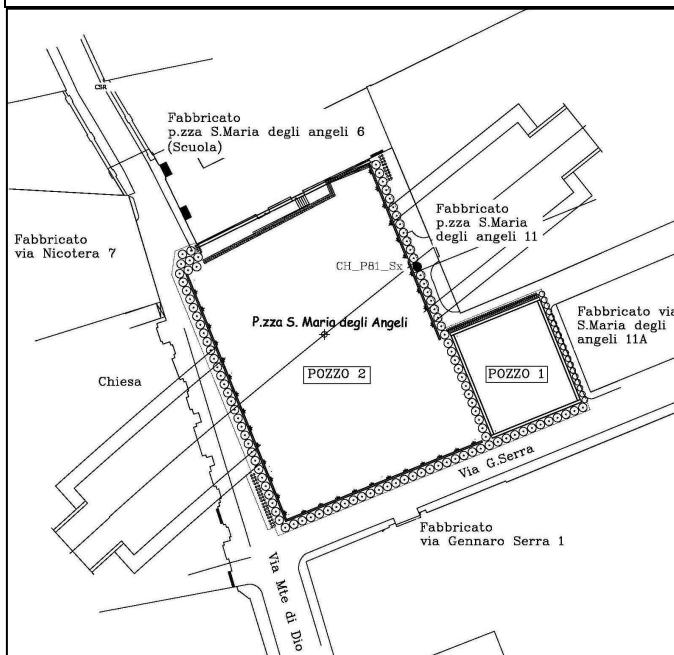 CSR
Fabbricato
p.zza S.Maria degli angeli 6
(Scuola)
Fabbricato
via Nicotera 7
Fabbricato
p.zza S.Maria
degli angeli 11
CH_P81_Sx
P.zza S. Maria degli Angeli
Fabbricato via
S.Maria degli
angeli 11A
Chiesa
POZZO 2
POZZO 1
Via G.Serra
Fabbricato
via Gennaro Serra 1
Via Mte di Dio